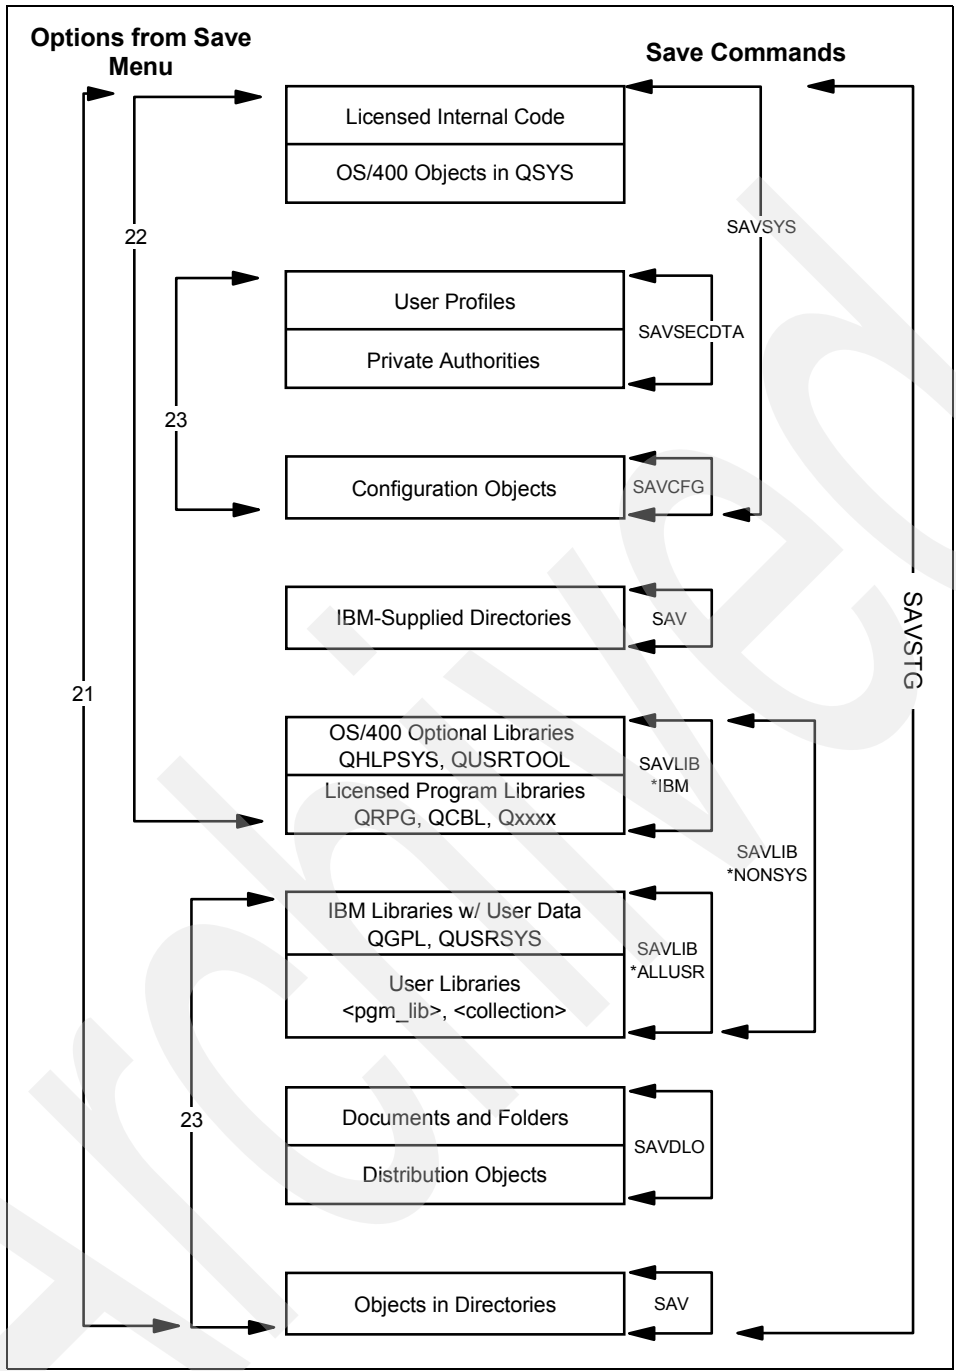 Options from Save
Menu
Save Commands
Licensed Internal Code
OS/400 Objects in QSYS
22
SAVSYS
User Profiles
SAVSECDTA
Private Authorities
23
Configuration Objects
SAVCFG
IBM-Supplied Directories
SAV
SAVSTG
21
OS/400 Optional Libraries
QHLPSYS, QUSRTOOL
SAVLIB
*IBM
Licensed Program Libraries
QRPG, QCBL, Qxxxx
SAVLIB
*NONSYS
IBM Libraries w/ User Data
QGPL, QUSRSYS
SAVLIB
*ALLUSR
User Libraries
<pgm_lib>, <collection>
23
Documents and Folders
SAVDLO
Distribution Objects
Objects in Directories
SAV
Archived